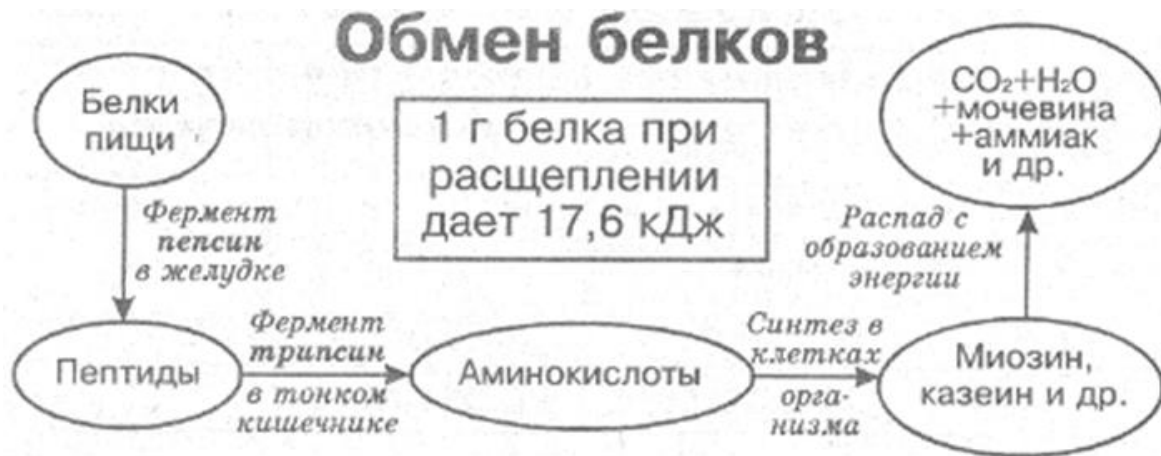 Обмен белков
Белки
пищи
1 г белка при
расщеплении
дает 17,6 кДж
CO₂+H₂O
+мочевина
+аммиак
и др.
Фермент
пепсин
в желудке
Распад с
образованием
энергии
Пептиды
Фермент
трипсин
в тонком
кишечнике
Аминокислоты
Синтез в
клетках
орга-
низма
Миозин,
казеин и др.